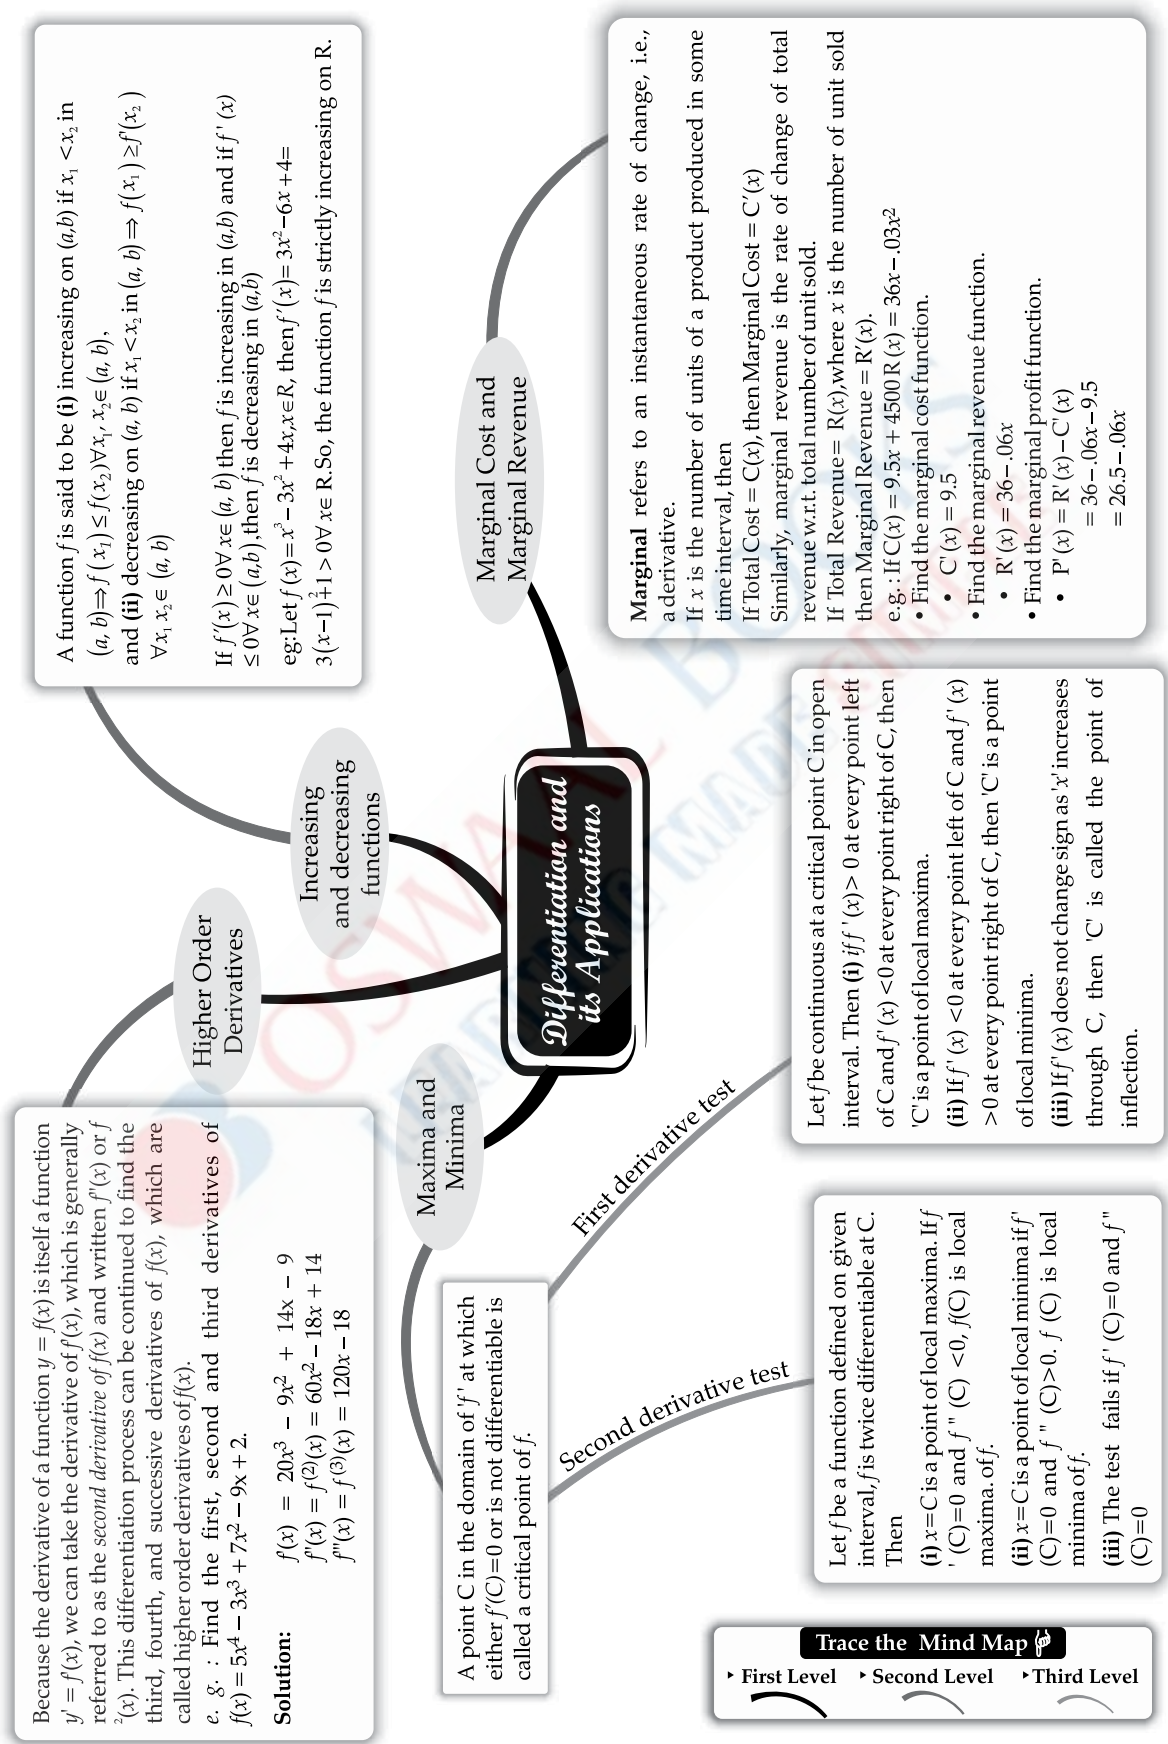 Differentiation and
its Applications
Higher Order
Derivatives
Because the derivative of a function y = f(x) is itself a function
y' = f'(x), we can take the derivative of f'(x), which is generally
referred to as the second derivative of f(x) and written f"(x) or f
²(x). This differentiation process can be continued to find the
third, fourth, and successive derivatives of f(x), which are
called higher order derivatives of f(x).
e. g. : Find the first, second and third derivatives of
f(x) = 5x⁴ − 3x³ + 7x² − 9x + 2.
Solution: f'(x) = 20x³ − 9x² + 14x − 9
f"(x) = f⁽²⁾(x) = 60x² − 18x + 14
f'''(x) = f⁽³⁾(x) = 120x − 18
Increasing
and decreasing
functions
A function f is said to be (i) increasing on (a,b) if x₁ <x₂ in
(a, b)⇒ f (x₁) ≤ f(x₂)∀x₁, x₂∈ (a, b),
and (ii) decreasing on (a, b) if x₁ <x₂ in (a, b)⇒ f(x₁) ≥f'(x₂)
∀x₁ x₂ ∈ (a, b)
If f'(x) ≥ 0∀ x∈ (a, b) then f is increasing in (a,b) and if f' (x)
≤ 0∀ x∈ (a,b),then f is decreasing in (a,b)
eg:Let f (x) = x³ − 3x² + 4x,x∈R, then f'(x)= 3x²−6x+4=
3(x−1)²+1 > 0∀ x∈ R.So, the function f is strictly increasing on R.
Marginal Cost and
Marginal Revenue
Marginal refers to an instantaneous rate of change, i.e.,
a derivative.
If x is the number of units of a product produced in some
time interval, then
If Total Cost = C(x), then Marginal Cost = C'(x)
Similarly, marginal revenue is the rate of change of total
revenue w.r.t. total number of unit sold.
If Total Revenue= R(x),where x is the number of unit sold
then Marginal Revenue = R'(x).
e.g. : If C(x) = 9.5x + 4500 R (x) = 36x−.03x²
• Find the marginal cost function.
• C' (x) = 9.5
• Find the marginal revenue function.
• R' (x) = 36−.06x
• Find the marginal profit function.
• P' (x) = R' (x)−C' (x)
= 36−.06x−9.5
= 26.5−.06x
Maxima and
Minima
A point C in the domain of 'f' at which
either f'(C)=0 or is not differentiable is
called a critical point of f.
First derivative test
Let f be continuous at a critical point C in open
interval. Then (i) if f '(x)> 0 at every point left
of C and f' (x) <0 at every point right of C, then
'C' is a point of local maxima.
(ii) If f' (x) <0 at every point left of C and f' (x)
>0 at every point right of C, then 'C' is a point
of local minima.
(iii) If f' (x) does not change sign as 'x' increases
through C, then 'C' is called the point of
inflection.
Second derivative test
Let f be a function defined on given
interval, f is twice differentiable at C.
Then
(i) x=C is a point of local maxima. If f
' (C)=0 and f " (C) <0, f(C) is local
maxima. of f.
(ii) x=C is a point of local minima if f'
(C)=0 and f " (C)>0. f (C) is local
minima of f.
(iii) The test fails if f' (C)=0 and f "
(C)=0
Trace the Mind Map
First Level Second Level Third Level
OSWAAL BOOKS
LEARNING MADE SIMPLE